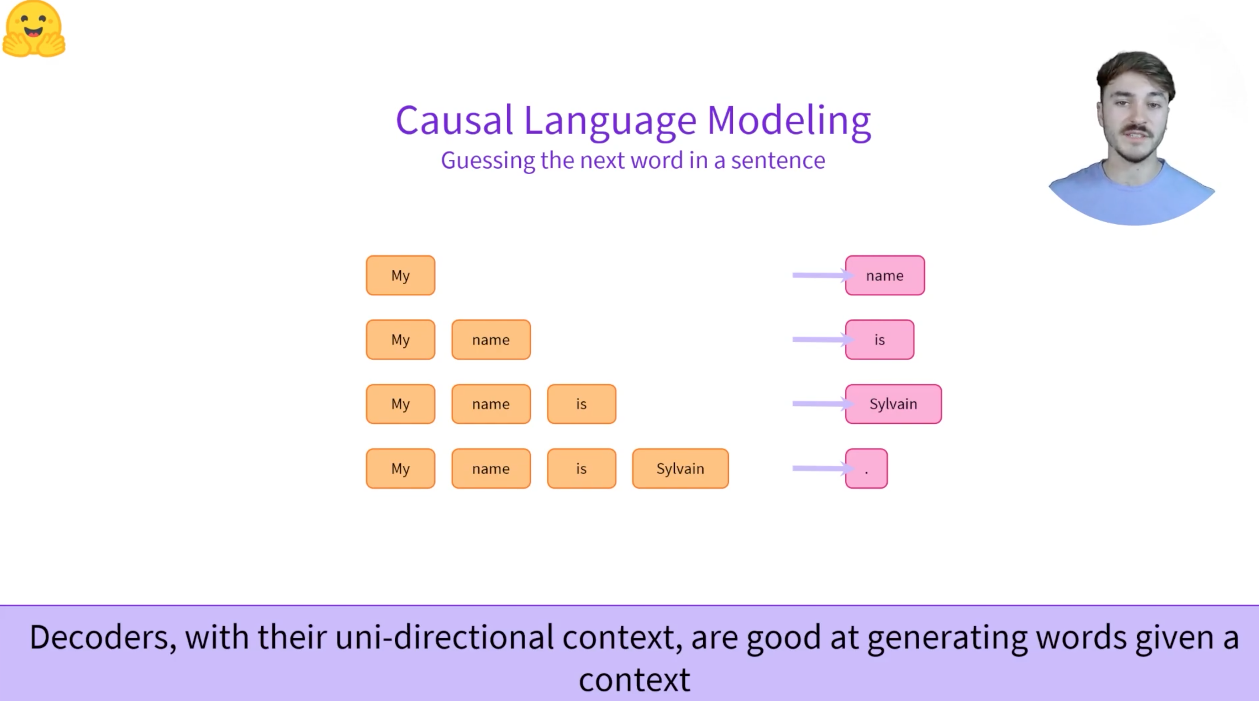 Causal Language Modeling
Guessing the next word in a sentence
My name
My name is
My name is Sylvain
My name is Sylvain .
Decoders, with their uni-directional context, are good at generating words given a
context